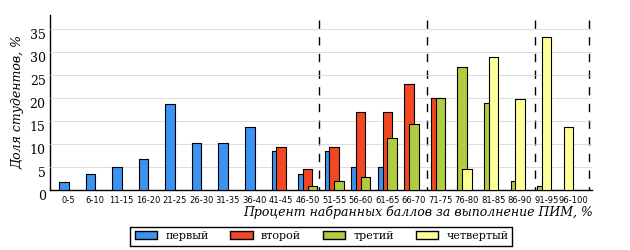 Доля студентов, %
35
30
25
20
15
10
5
0
0-5 6-10 11-15 16-20 21-25 26-30 31-35 36-40 41-45 46-50 51-55 56-60 61-65 66-70 71-75 76-80 81-85 86-90 91-95 96-100
Процент набранных баллов за выполнение ПИМ, %
первый второй третий четвертый